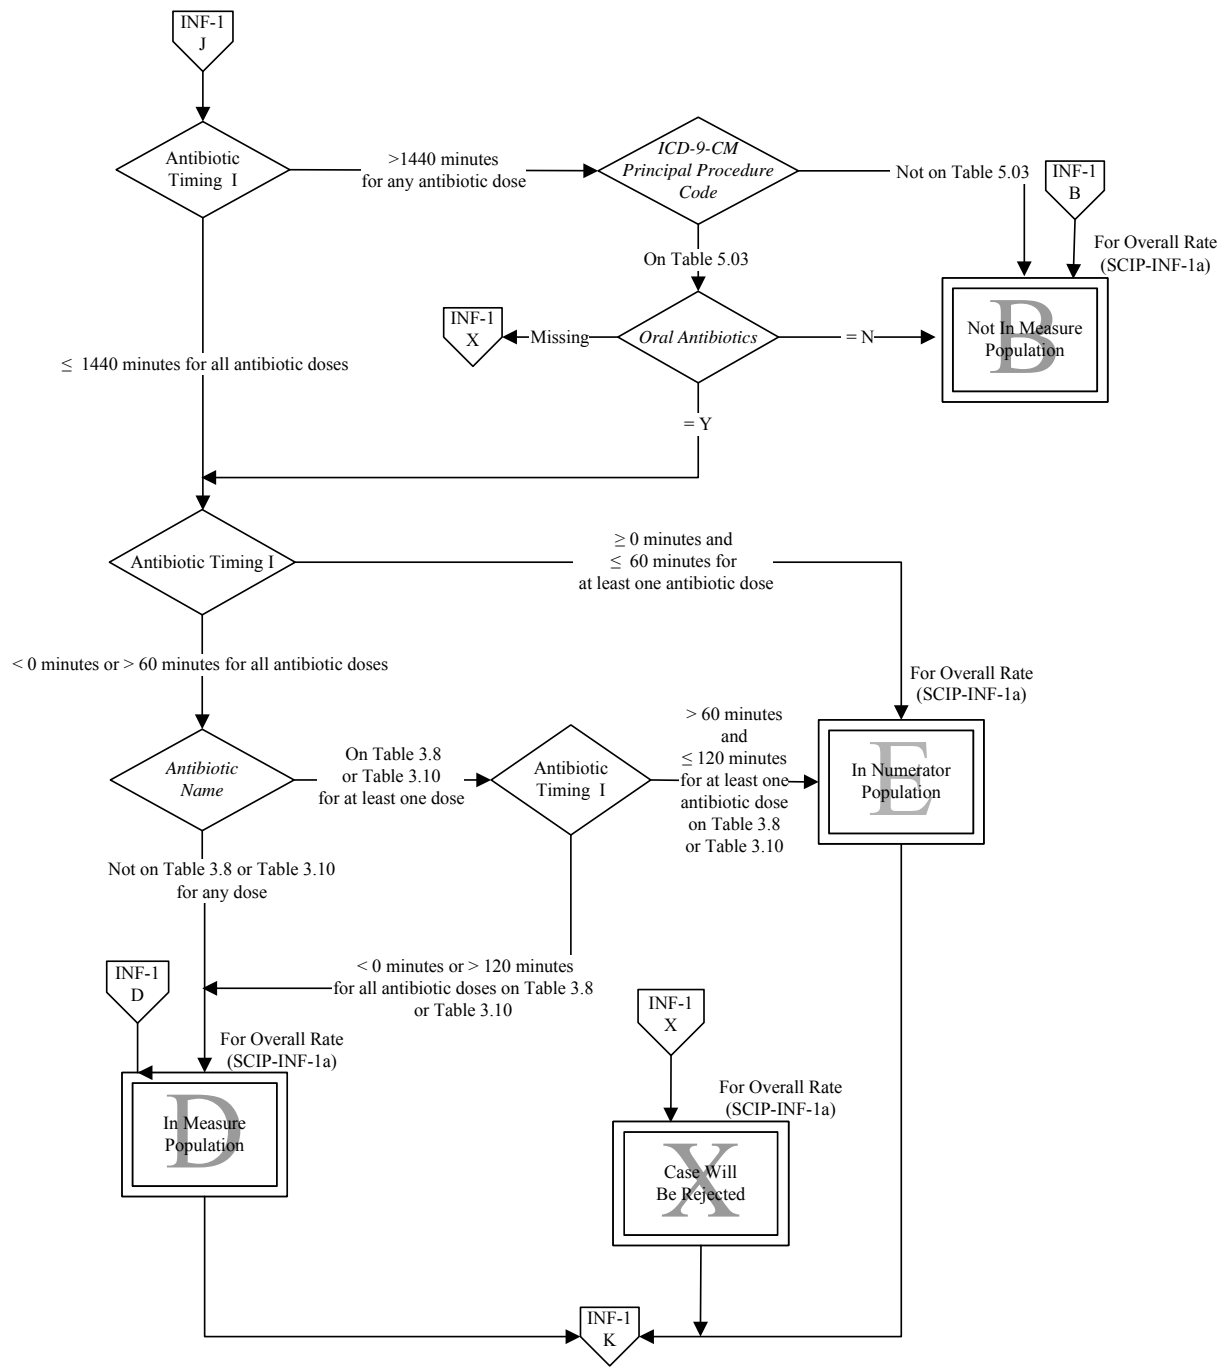 INF-1
J
Antibiotic
Timing I
>1440 minutes
for any antibiotic dose
ICD-9-CM
Principal Procedure
Code
Not on Table 5.03
INF-1
B
For Overall Rate
(SCIP-INF-1a)
On Table 5.03
INF-1
X
Missing
Oral Antibiotics
= N
B
Not In Measure
Population
≤ 1440 minutes for all antibiotic doses
= Y
Antibiotic Timing I
≥ 0 minutes and
≤ 60 minutes for
at least one antibiotic dose
< 0 minutes or > 60 minutes for all antibiotic doses
For Overall Rate
(SCIP-INF-1a)
Antibiotic
Name
On Table 3.8
or Table 3.10
for at least one dose
Antibiotic
Timing I
> 60 minutes
and
≤ 120 minutes
for at least one
antibiotic dose
on Table 3.8
or Table 3.10
E
In Numerator
Population
Not on Table 3.8 or Table 3.10
for any dose
< 0 minutes or > 120 minutes
for all antibiotic doses on Table 3.8
or Table 3.10
INF-1
D
For Overall Rate
(SCIP-INF-1a)
D
In Measure
Population
INF-1
X
For Overall Rate
(SCIP-INF-1a)
X
Case Will
Be Rejected
INF-1
K